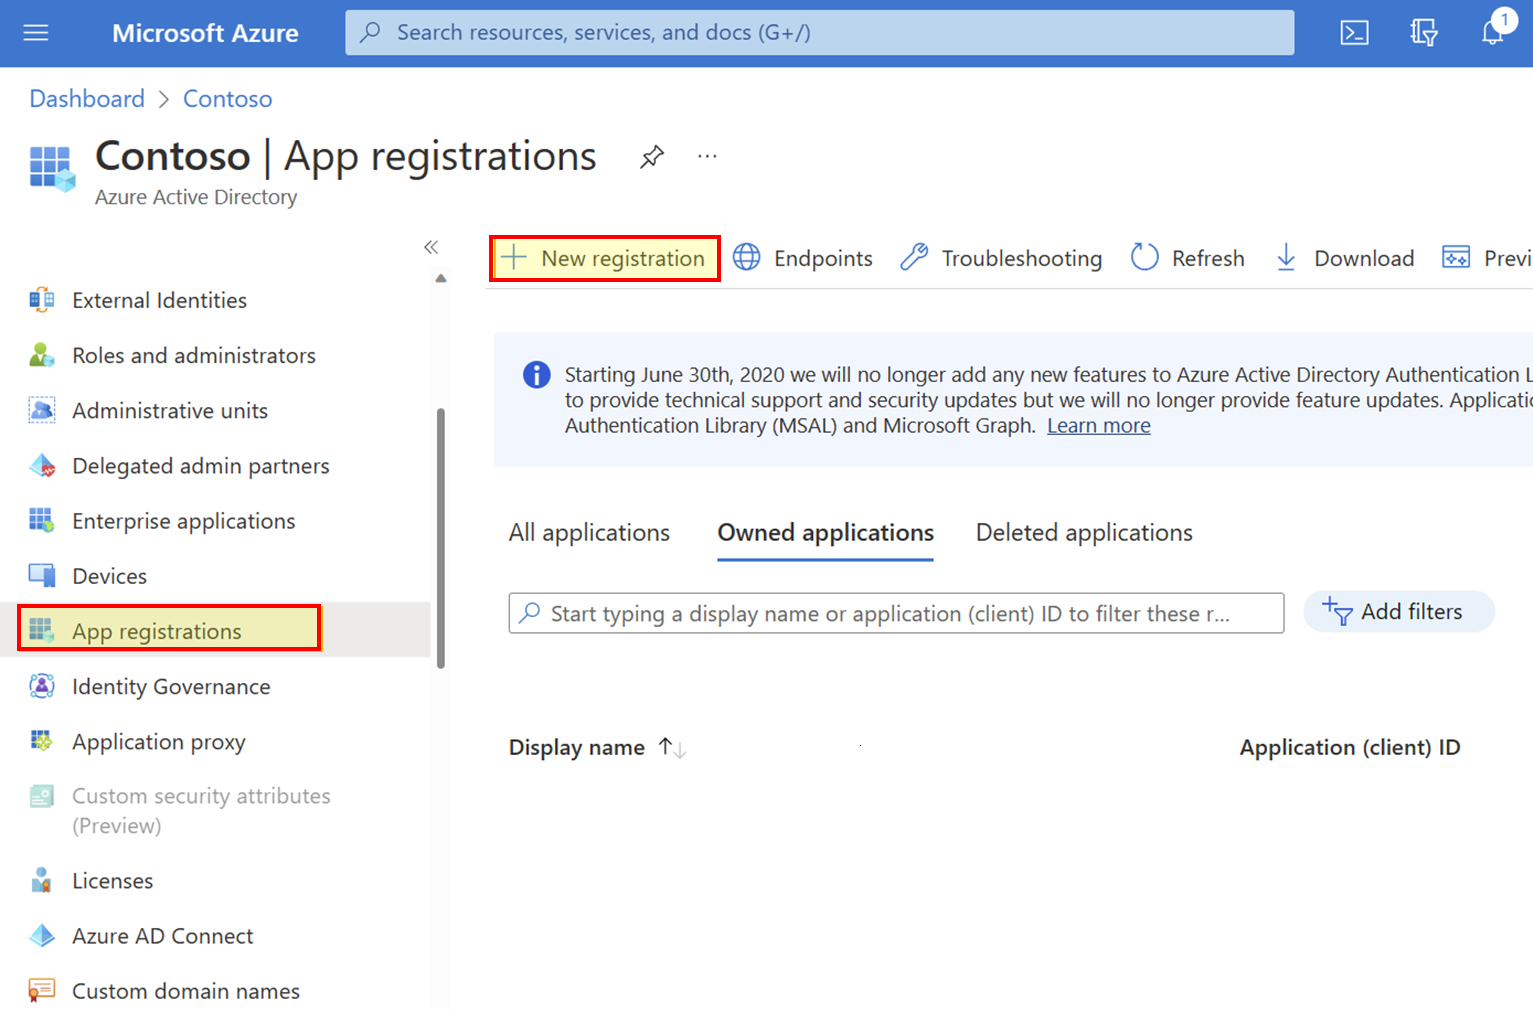 Microsoft Azure
Search resources, services, and docs (G+/)
1
Dashboard > Contoso
Contoso | App registrations
...
Azure Active Directory
«
New registration
Endpoints
Troubleshooting
Refresh
Download
Previ
External Identities
Roles and administrators
Administrative units
Delegated admin partners
Enterprise applications
Devices
App registrations
Identity Governance
Application proxy
Custom security attributes
(Preview)
Licenses
Azure AD Connect
Custom domain names
Starting June 30th, 2020 we will no longer add any new features to Azure Active Directory Authentication L
to provide technical support and security updates but we will no longer provide feature updates. Applicatio
Authentication Library (MSAL) and Microsoft Graph. Learn more
All applications
Owned applications
Deleted applications
Start typing a display name or application (client) ID to filter these r...
Add filters
Display name ↑↓
Application (client) ID